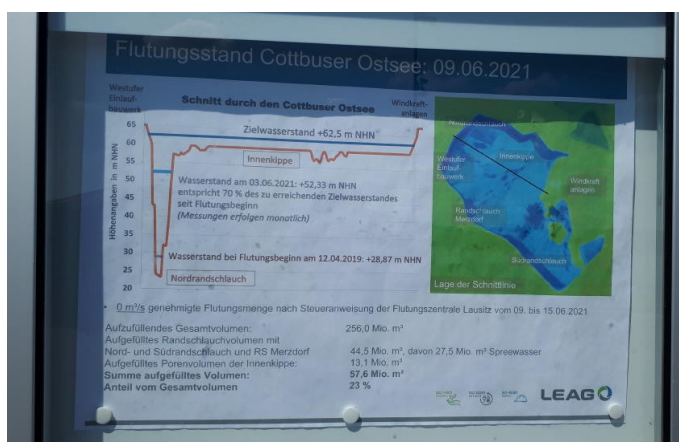 Flutungsstand Cottbuser Ostsee: 09.06.2021
Westufer
Einlauf-
bauwerk
Schnitt durch den Cottbuser Ostsee
Windkraft-
anlagen
Höhenangaben in m NHN
65
60
55
50
45
40
35
30
25
20
Zielwasserstand +62,5 m NHN
Innenkippe
Wasserstand am 03.06.2021: +52,33 m NHN
entspricht 70 % des zu erreichenden Zielwasserstandes
seit Flutungsbeginn
(Messungen erfolgen monatlich)
Wasserstand bei Flutungsbeginn am 12.04.2019: +28,87 m NHN
Nordrandschlauch
Nordrandschlauch
Westufer
Einlauf-
bauwerk
Innenkippe
Windkraft
anlagen
Randschlauch
Merzdorf
Südrandschlauch
Lage der Schnittlinie
• 0 m³/s genehmigte Flutungsmenge nach Steueranweisung der Flutungszentrale Lausitz vom 09. bis 15.06.2021
Aufzufüllendes Gesamtvolumen: 256,0 Mio. m³
Aufgefülltes Randschlauchvolumen mit
Nord- und Südrandschlauch und RS Merzdorf 44,5 Mio. m³, davon 27,5 Mio. m³ Spreewasser
Aufgefülltes Porenvolumen der Innenkippe: 13,1 Mio. m³
Summe aufgefülltes Volumen: 57,6 Mio. m³
Anteil vom Gesamtvolumen 23 %
LEAG